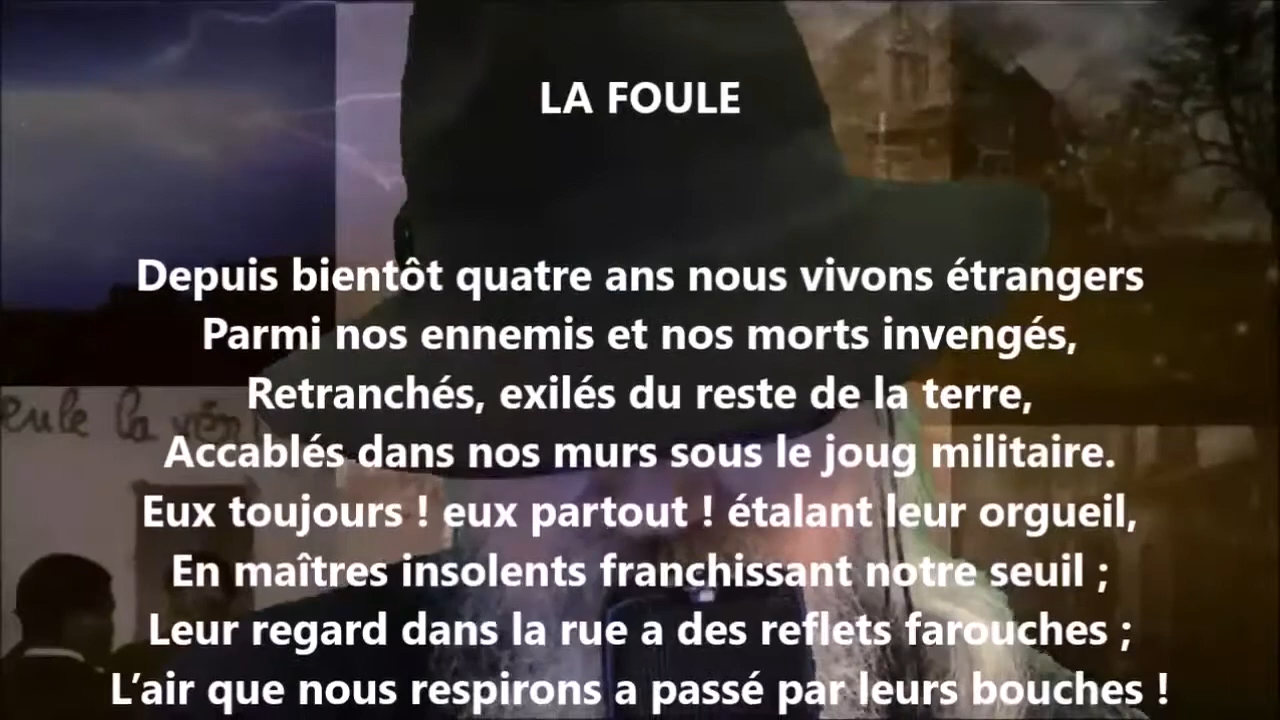 LA FOULE
Depuis bientôt quatre ans nous vivons étrangers
Parmi nos ennemis et nos morts invengés,
Retranchés, exilés du reste de la terre,
Accablés dans nos murs sous le joug militaire.
Eux toujours ! eux partout ! étalant leur orgueil,
En maîtres insolents franchissant notre seuil ;
Leur regard dans la rue a des reflets farouches ;
L’air que nous respirons a passé par leurs bouches !
eule la